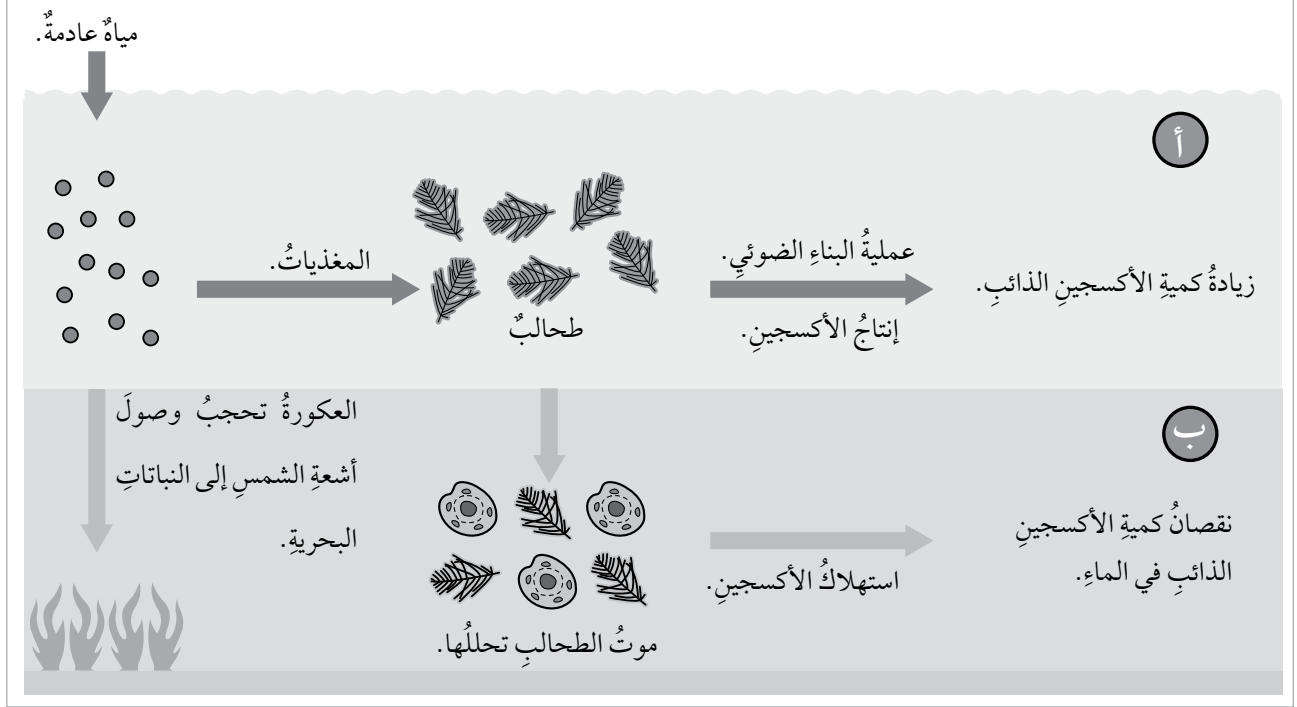 مياهٌ عادمةٌ.
أ
المغذياتُ.
طحالبٌ
عمليةُ البناءِ الضوئيِ.
إنتاجُ الأكسجينِ.
زيادةُ كميةِ الأكسجينِ الذائبِ.
ب
العكورةُ تحجبُ وصولَ
أشعةِ الشمسِ إلى النباتاتِ
البحريةِ.
موتُ الطحالبِ تحللُها.
استهلاكُ الأكسجينِ.
نقصانُ كميةِ الأكسجينِ
الذائبِ في الماءِ.